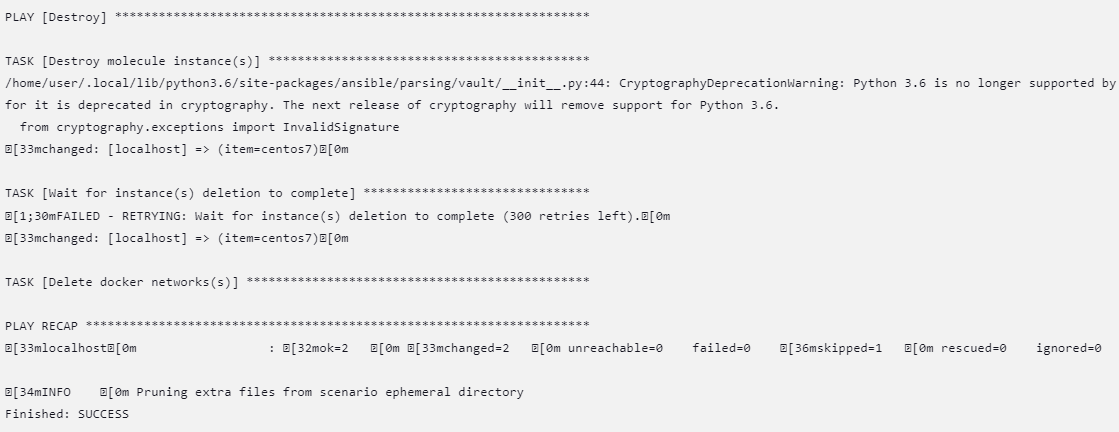 PLAY [Destroy] *****************************************************************
TASK [Destroy molecule instance(s)] ********************************************
/home/user/.local/lib/python3.6/site-packages/ansible/parsing/vault/__init__.py:44: CryptographyDeprecationWarning: Python 3.6 is no longer supported by
for it is deprecated in cryptography. The next release of cryptography will remove support for Python 3.6.
  from cryptography.exceptions import InvalidSignature
�[33mchanged: [localhost] => (item=centos7)�[0m
TASK [Wait for instance(s) deletion to complete] *******************************
�[1;30mFAILED - RETRYING: Wait for instance(s) deletion to complete (300 retries left).�[0m
�[33mchanged: [localhost] => (item=centos7)�[0m
TASK [Delete docker networks(s)] ***********************************************
PLAY RECAP *********************************************************************
�[33mlocalhost�[0m                  : �[32mok=2   �[0m �[33mchanged=2   �[0m unreachable=0    failed=0    �[36mskipped=1   �[0m rescued=0    ignored=0
�[34mINFO    �[0m Pruning extra files from scenario ephemeral directory
Finished: SUCCESS